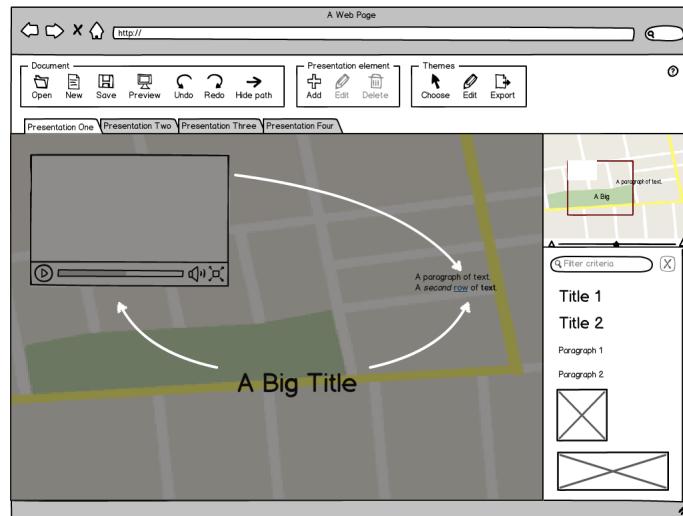 A Web Page
http://
Document
Open New Save Preview Undo Redo Hide path
Presentation element
Add Edit Delete
Themes
Choose Edit Export
?
Presentation One Presentation Two Presentation Three Presentation Four
A paragraph of text.
A second row of text
A Big Title
A paragraph of text.
A Big
Filter criteria
X
Title 1
Title 2
Paragraph 1
Paragraph 2